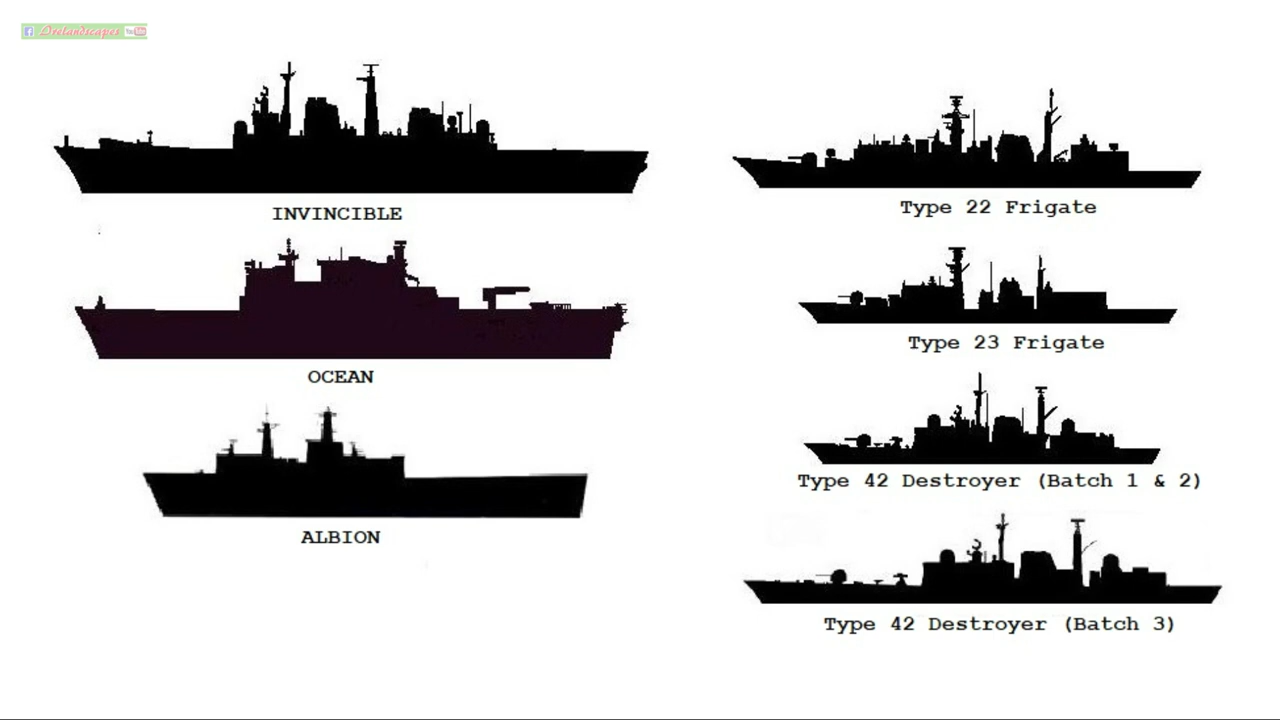 Irelandscapes
INVINCIBLE
OCEAN
ALBION
Type 22 Frigate
Type 23 Frigate
Type 42 Destroyer (Batch 1 & 2)
Type 42 Destroyer (Batch 3)